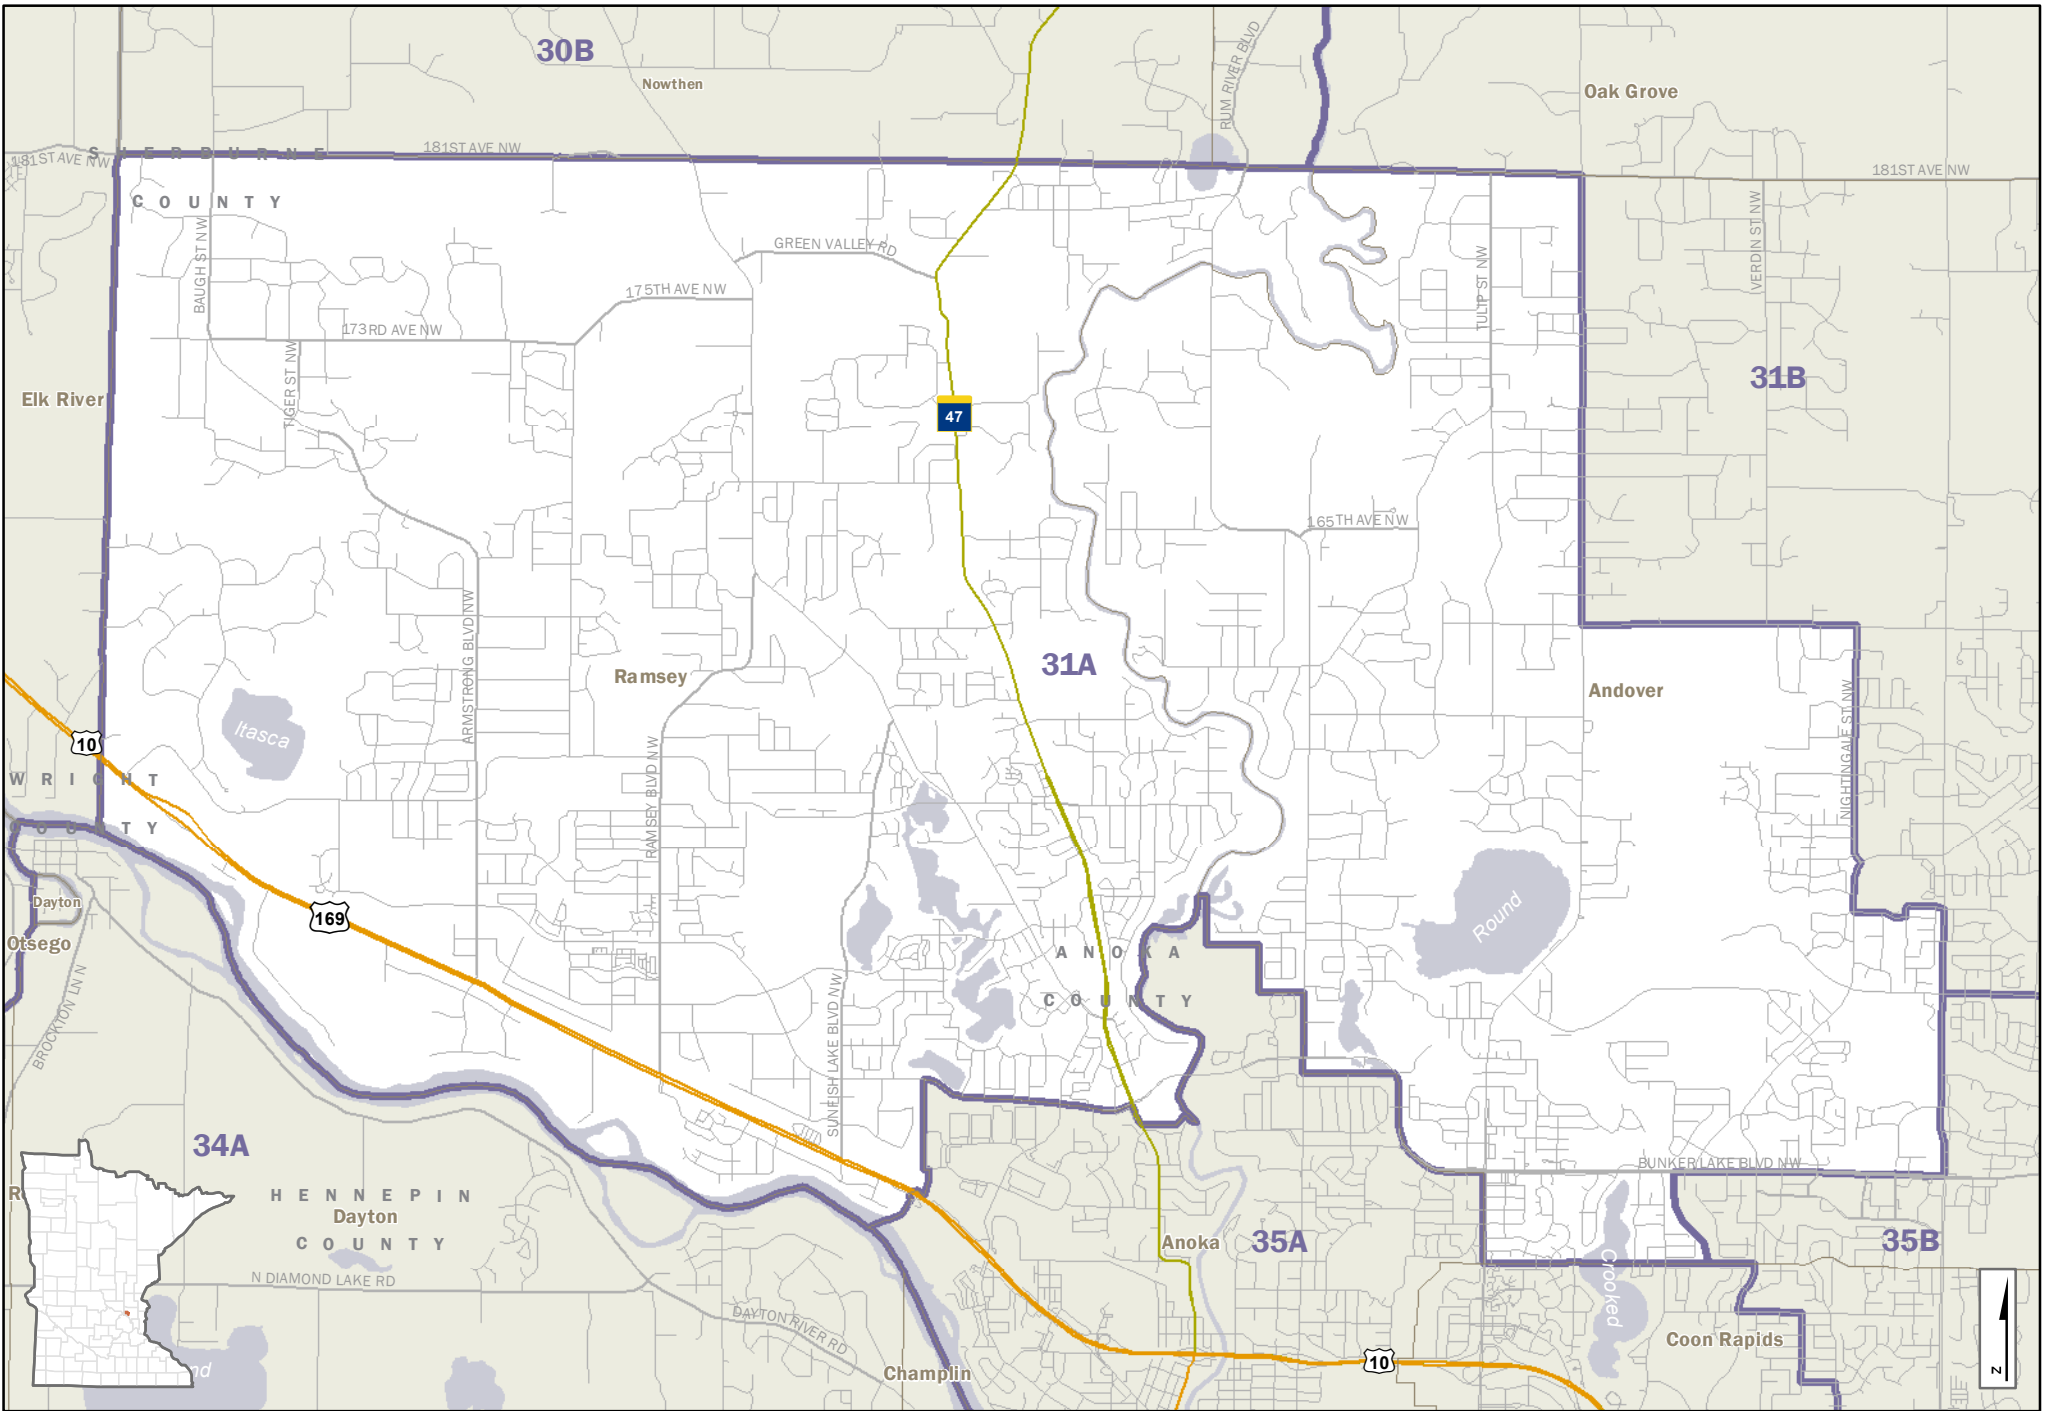 30B
Nowthen
RUM RIVER BLVD
Oak Grove
181ST AVE NW
SHERBURNE
COUNTY
181ST AVE NW
181ST AVE NW
BAUGH ST NW
GREEN VALLEY RD
TULIP ST NW
VERDIN ST NW
175TH AVE NW
173RD AVE NW
TIGER ST NW
31B
Elk River
47
165TH AVE NW
ARMSTRONG BLVD NW
Ramsey
31A
Andover
NIGHTINGALE ST NW
Itasca
10
WRIGHT
COUNTY
RAMSEY BLVD NW
Dayton
169
Otsego
Round
ANOKA
COUNTY
BROCKTON LN N
SUNFISH LAKE BLVD NW
34A
BUNKER LAKE BLVD NW
HENNEPIN
COUNTY
Dayton
Anoka
35A
35B
N DIAMOND LAKE RD
Crooked
DAYTON RIVER RD
Coon Rapids
Champlin
10
nd
R
N